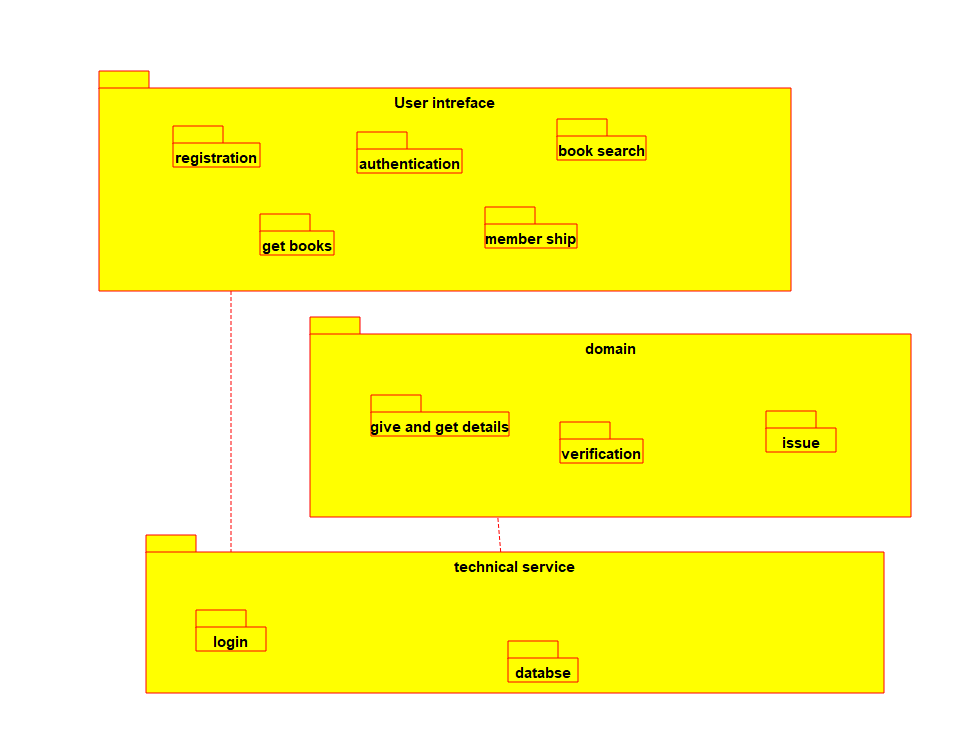 User intreface
registration
authentication
book search
get books
member ship
domain
give and get details
verification
issue
technical service
login
databse